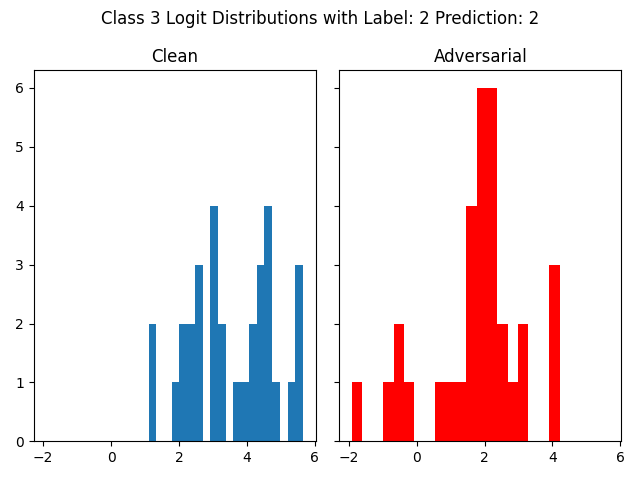 Class 3 Logit Distributions with Label: 2 Prediction: 2
Clean
Adversarial
6
5
4
3
2
1
0
−2 0 2 4 6
−2 0 2 4 6